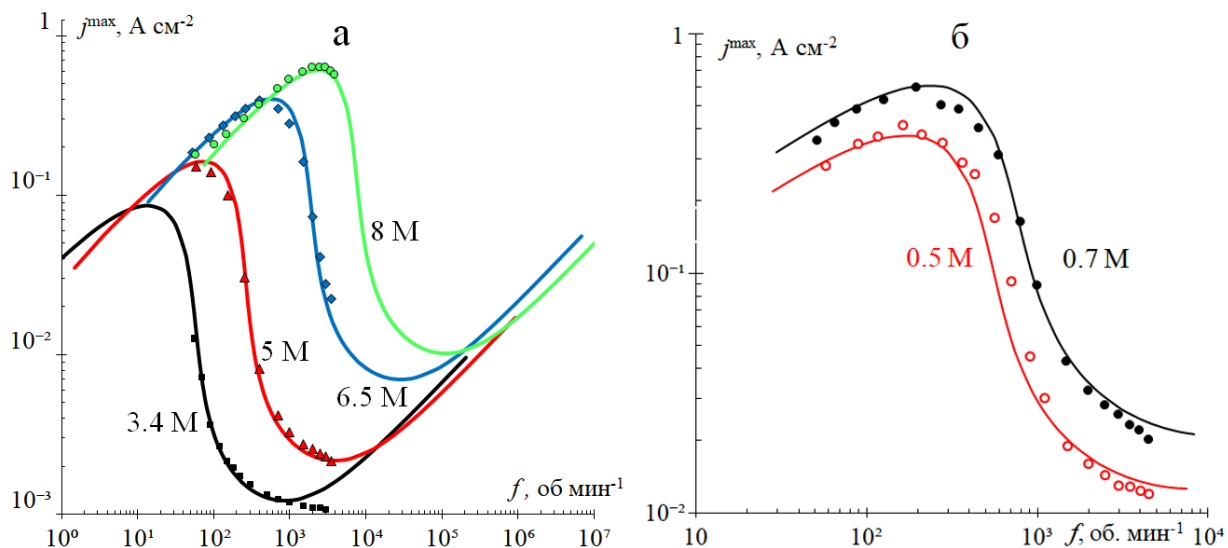 а
jᵐᵃˣ, А см⁻²
1
10⁻¹
10⁻²
10⁻³
8 М
5 М
6.5 М
3.4 М
f, об мин⁻¹
10⁰ 10¹ 10² 10³ 10⁴ 10⁵ 10⁶ 10⁷
б
jᵐᵃˣ, А см⁻²
1
10⁻¹
10⁻²
0.5 М
0.7 М
f, об. мин⁻¹
10 10² 10³ 10⁴